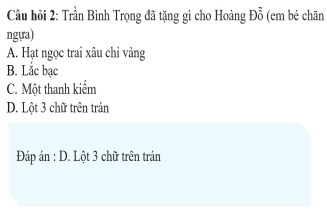 Câu hỏi 2: Trần Bình Trọng đã tặng gì cho Hoàng Đỗ (em bé chăn
ngựa)
A. Hạt ngọc trai xâu chỉ vàng
B. Lắc bạc
C. Một thanh kiếm
D. Lột 3 chữ trên trán
Đáp án : D. Lột 3 chữ trên trán